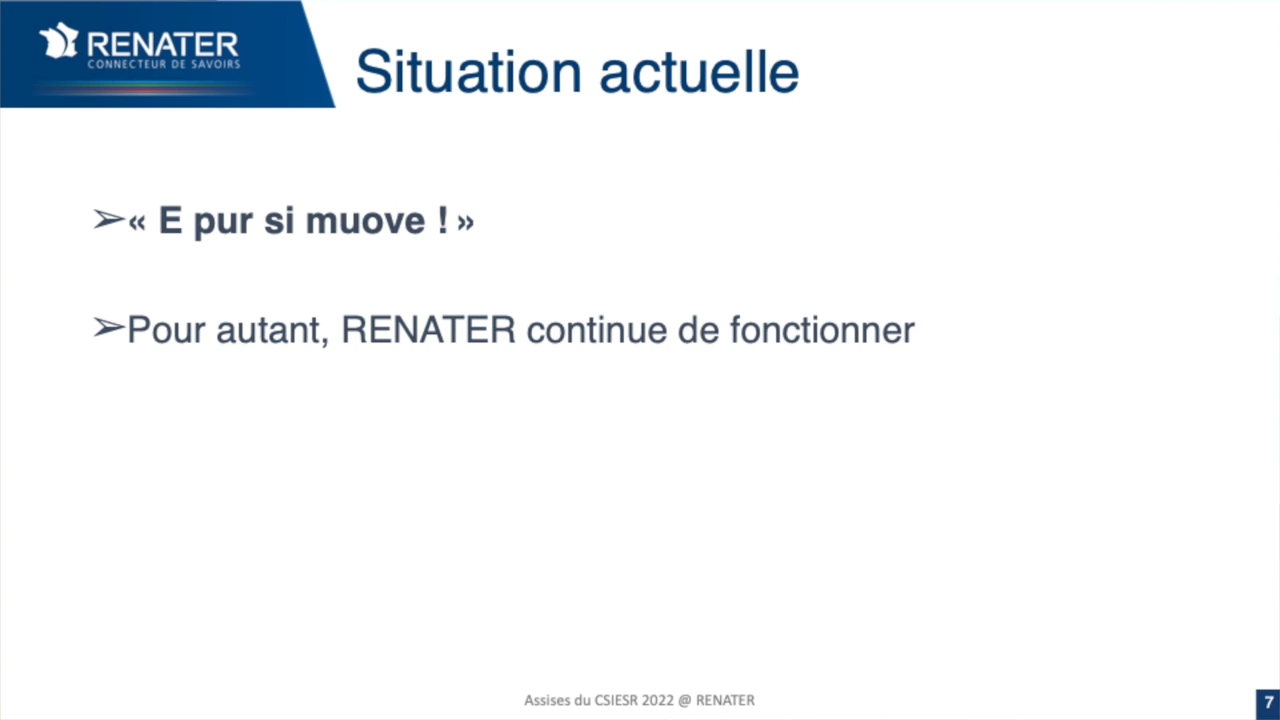 RENATER
CONNECTEUR DE SAVOIRS
Situation actuelle
➢« E pur si muove ! »
➢Pour autant, RENATER continue de fonctionner
Assises du CSIESR 2022 @ RENATER
7